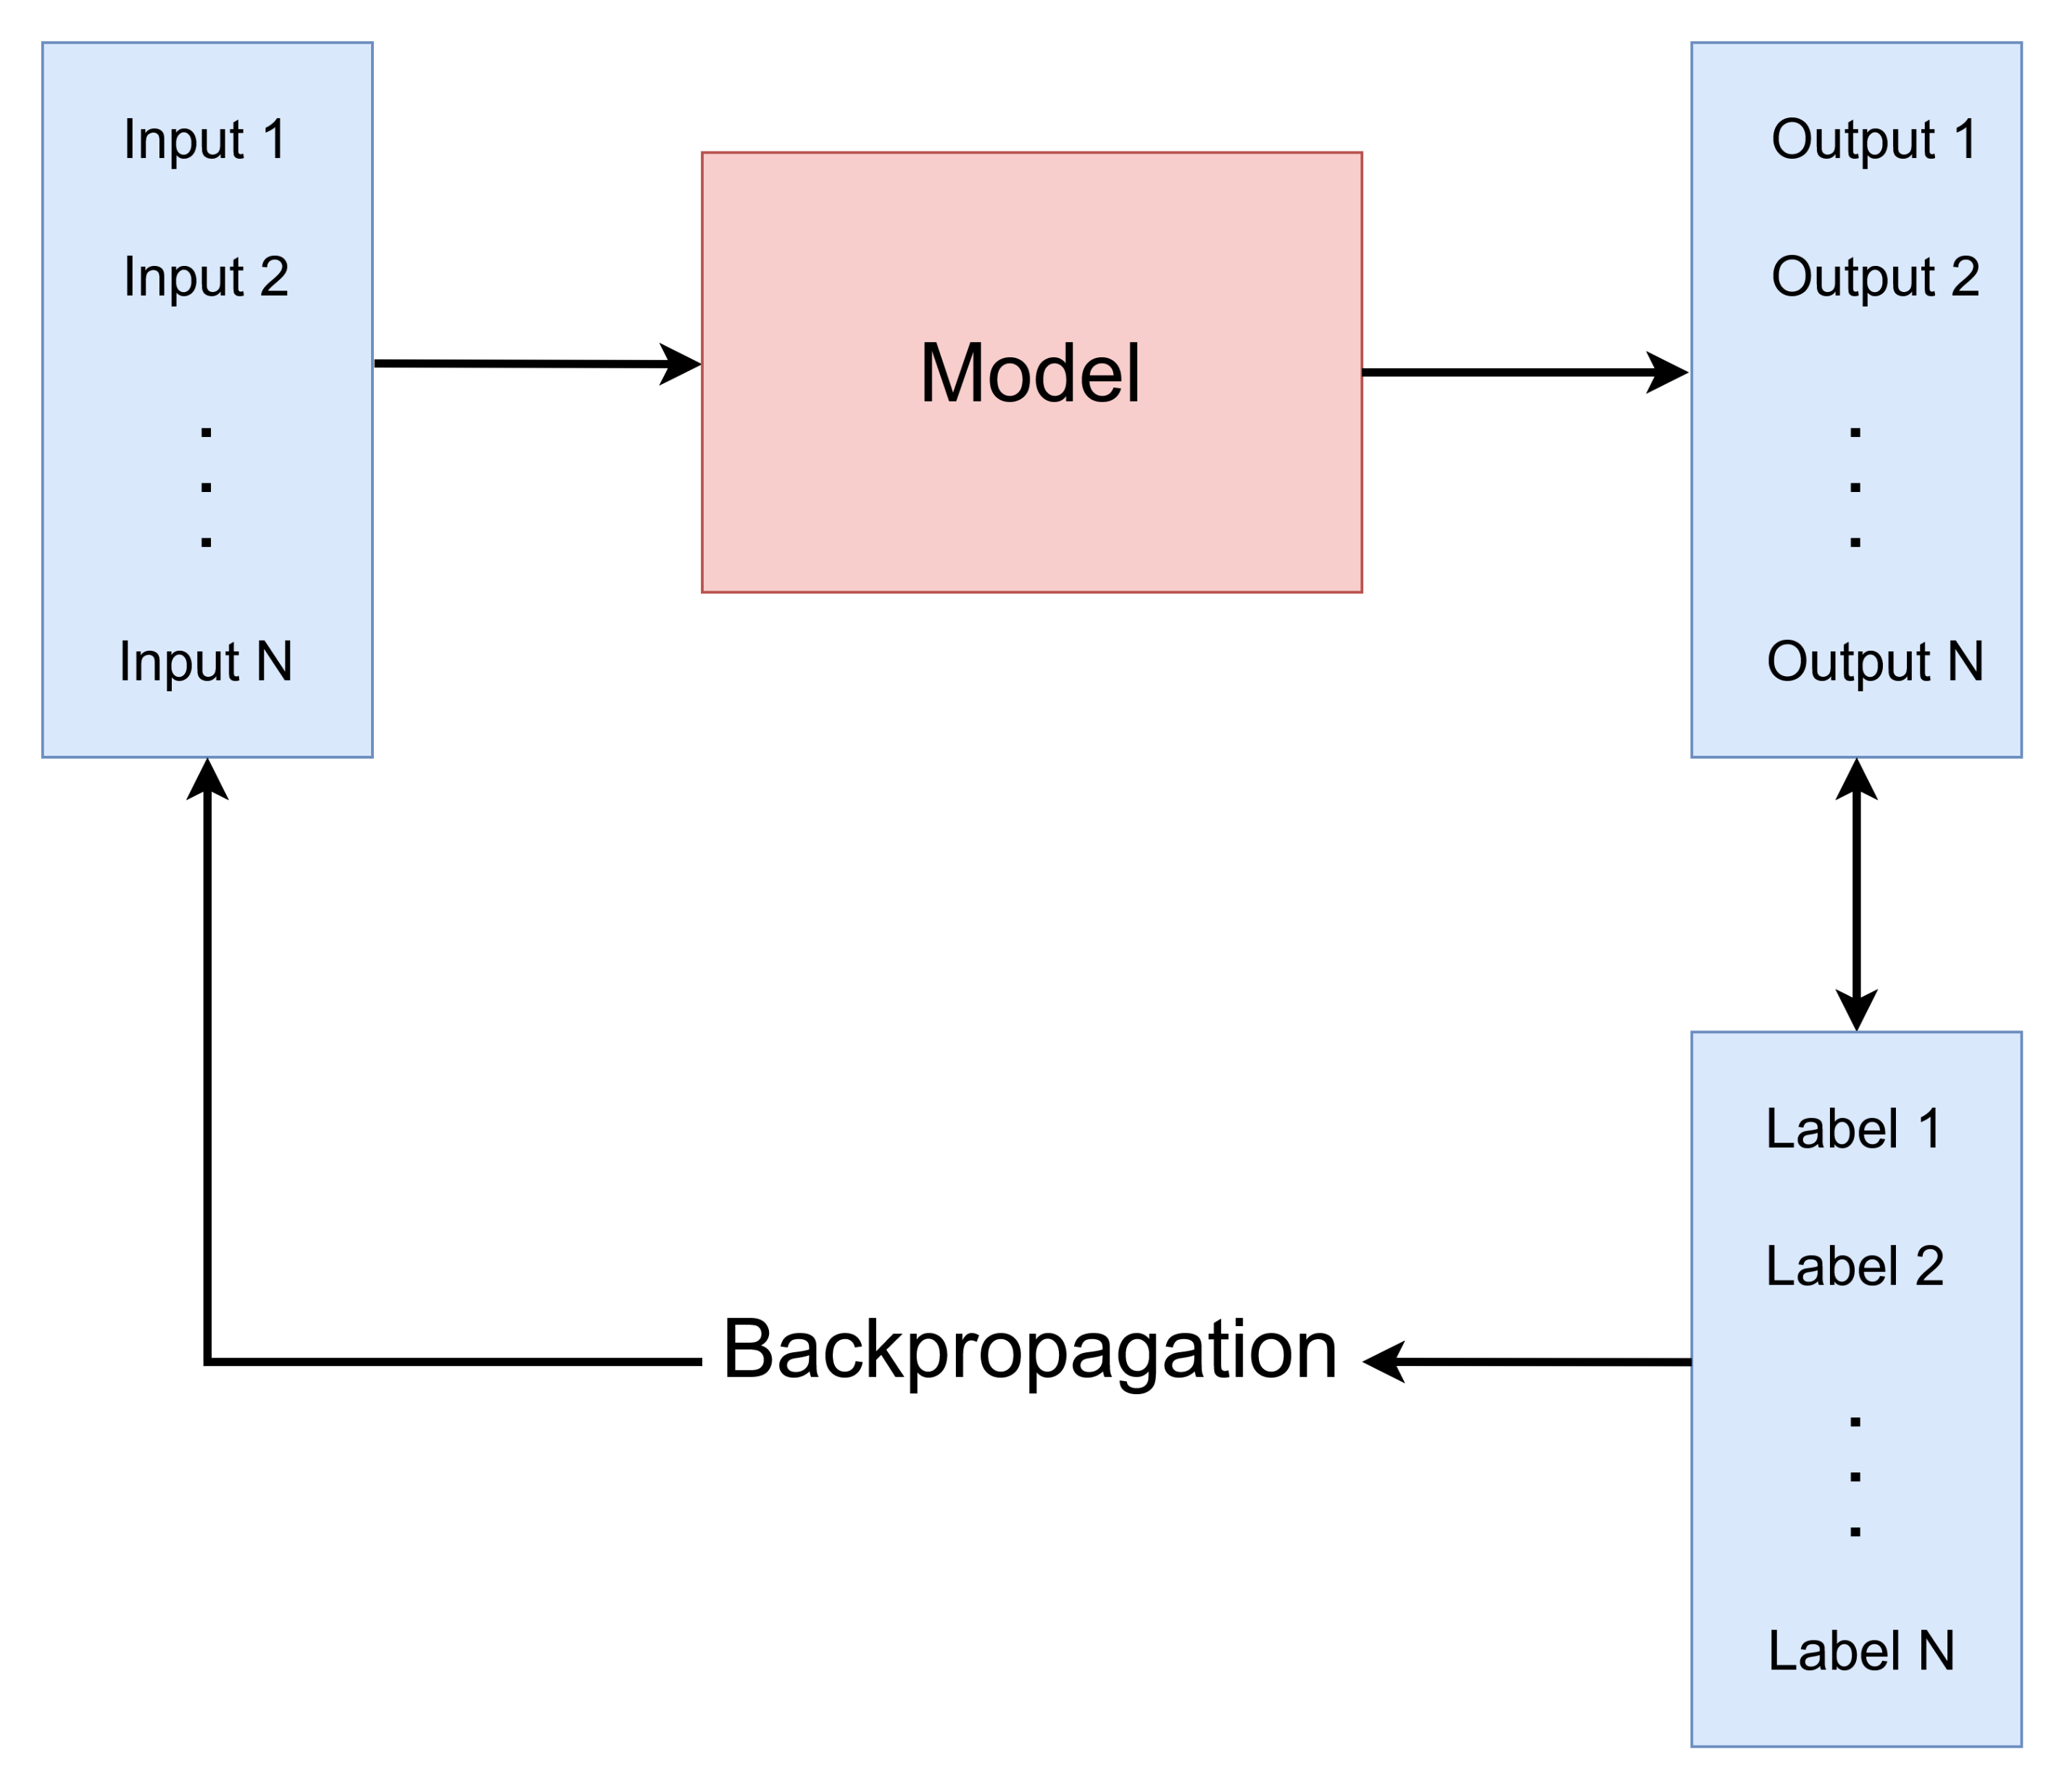 Input 1
Input 2
.
.
.
Input N
Model
Output 1
Output 2
.
.
.
Output N
Backpropagation
Label 1
Label 2
.
.
.
Label N